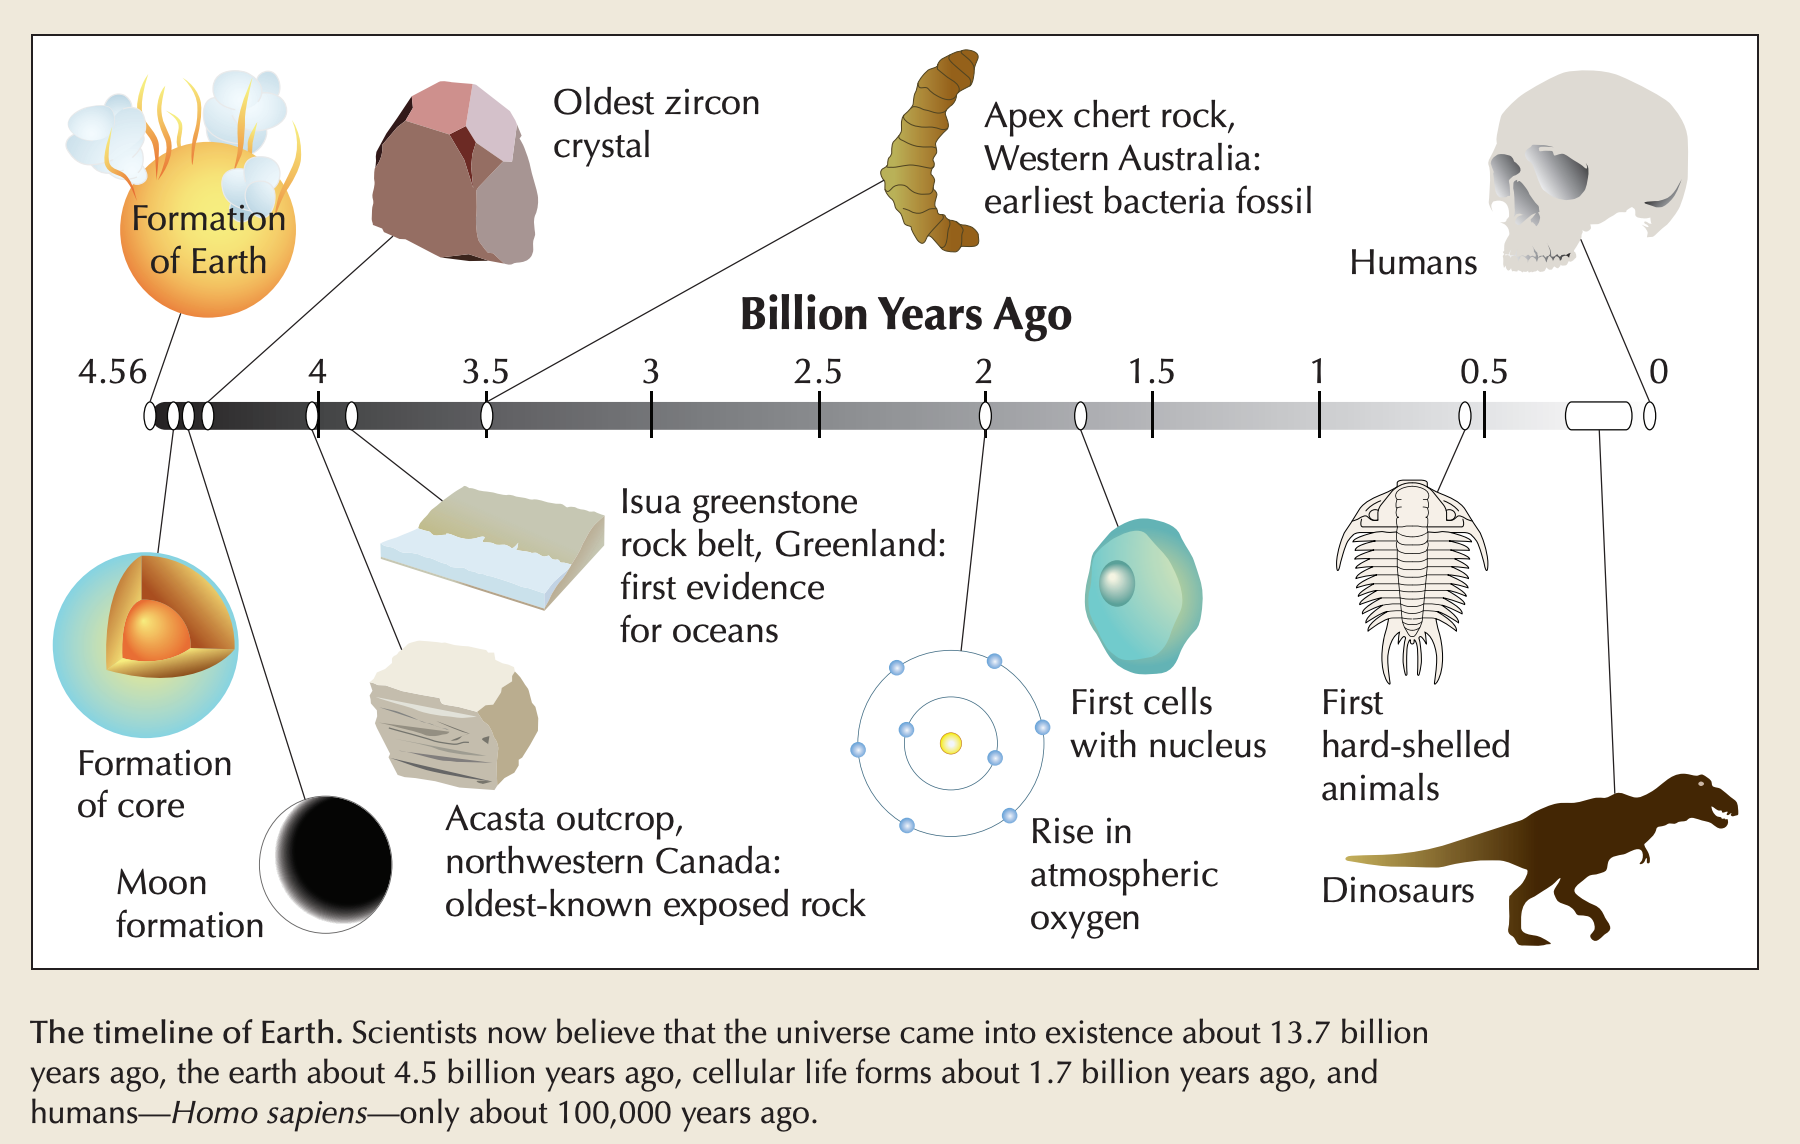 Formation
of Earth
Oldest zircon
crystal
Apex chert rock,
Western Australia:
earliest bacteria fossil
Humans
Billion Years Ago
4.56 4 3.5 3 2.5 2 1.5 1 0.5 0
Isua greenstone
rock belt, Greenland:
first evidence
for oceans
Formation
of core
Moon
formation
Acasta outcrop,
northwestern Canada:
oldest-known exposed rock
First cells
with nucleus
Rise in
atmospheric
oxygen
First
hard-shelled
animals
Dinosaurs
The timeline of Earth. Scientists now believe that the universe came into existence about 13.7 billion
years ago, the earth about 4.5 billion years ago, cellular life forms about 1.7 billion years ago, and
humans—Homo sapiens—only about 100,000 years ago.